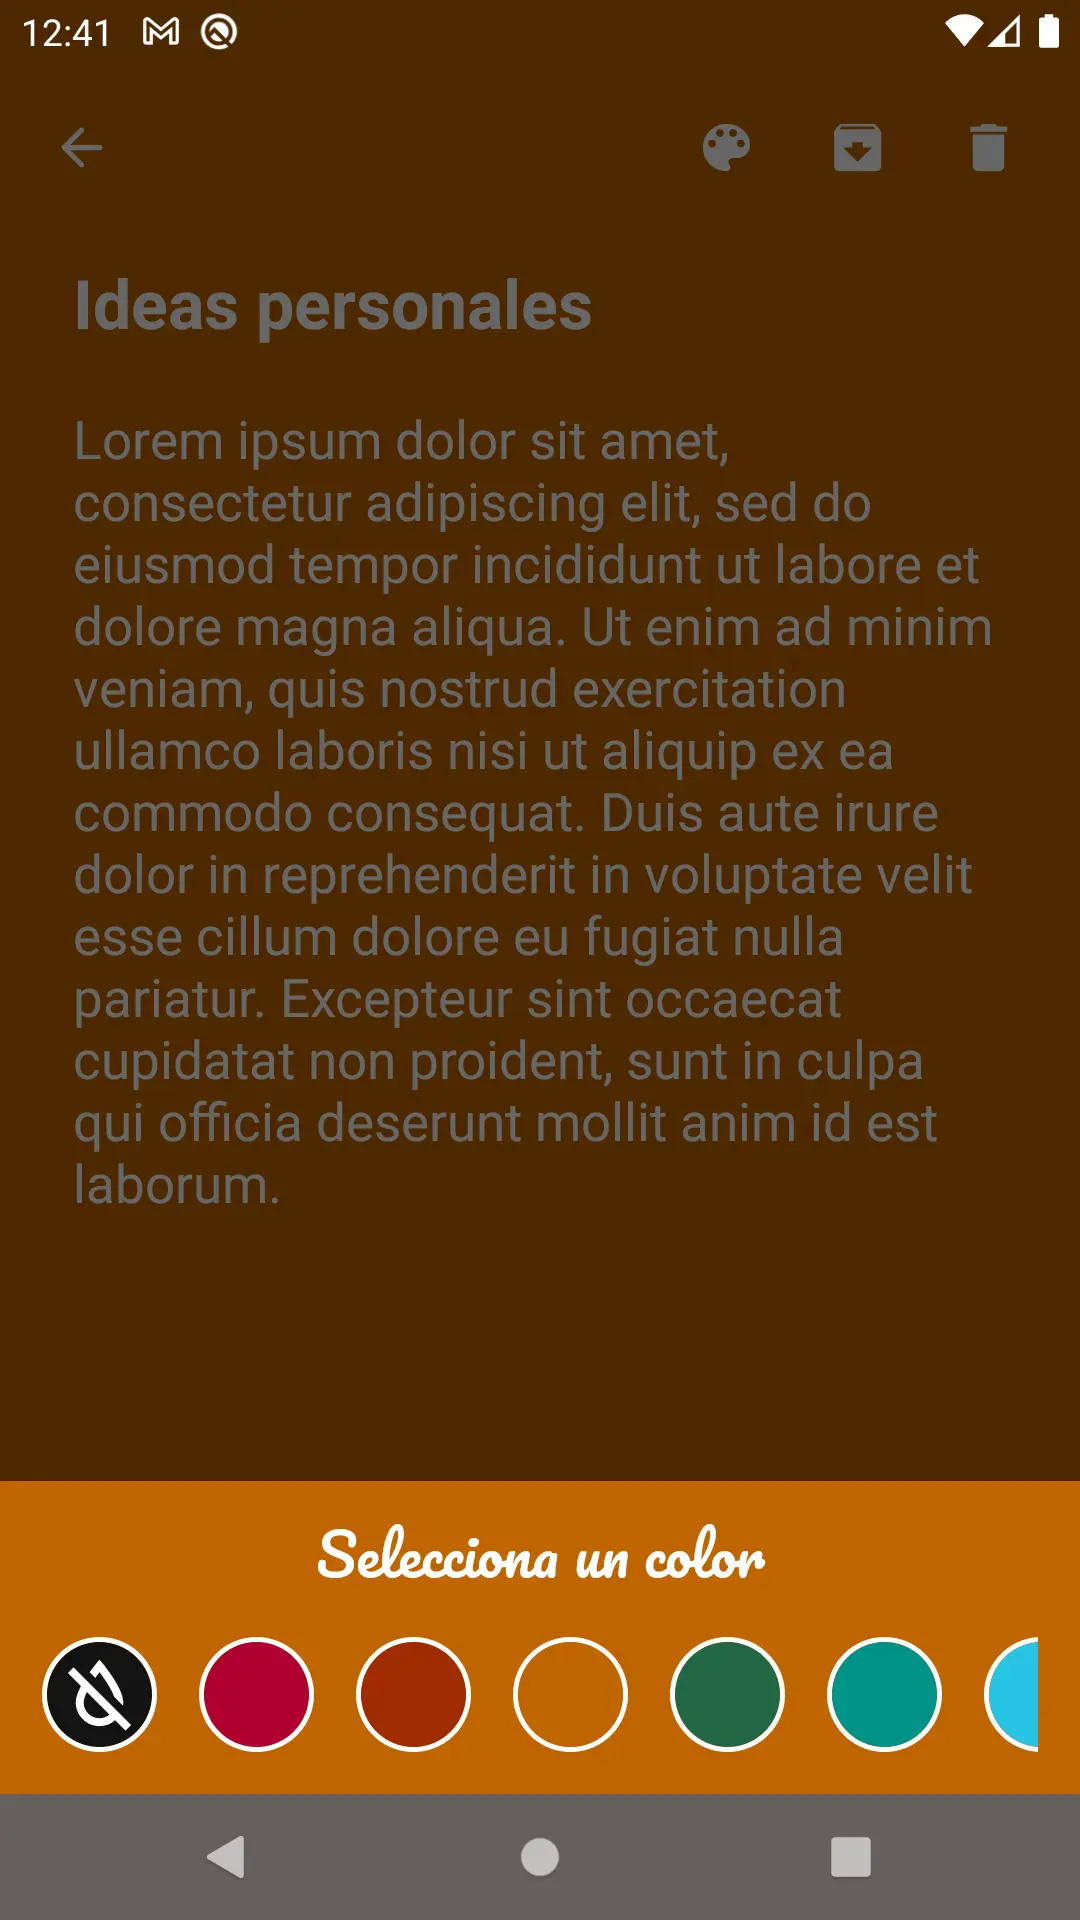 12:41
Ideas personales
Lorem ipsum dolor sit amet,
consectetur adipiscing elit, sed do
eiusmod tempor incididunt ut labore et
dolore magna aliqua. Ut enim ad minim
veniam, quis nostrud exercitation
ullamco laboris nisi ut aliquip ex ea
commodo consequat. Duis aute irure
dolor in reprehenderit in voluptate velit
esse cillum dolore eu fugiat nulla
pariatur. Excepteur sint occaecat
cupidatat non proident, sunt in culpa
qui officia deserunt mollit anim id est
laborum.
Selecciona un color